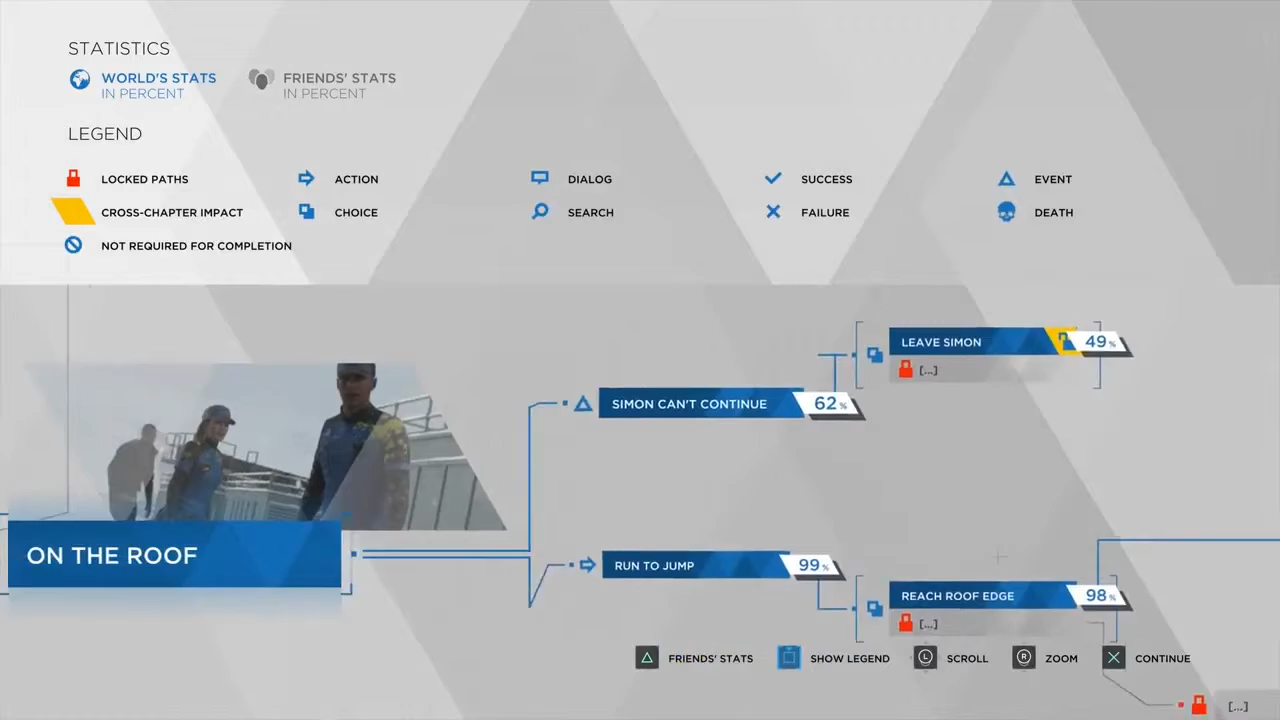 STATISTICS
WORLD'S STATS
IN PERCENT
FRIENDS' STATS
IN PERCENT
LEGEND
LOCKED PATHS
ACTION
DIALOG
SUCCESS
EVENT
CROSS-CHAPTER IMPACT
CHOICE
SEARCH
FAILURE
DEATH
NOT REQUIRED FOR COMPLETION
LEAVE SIMON
49%
[...]
SIMON CAN'T CONTINUE
62%
ON THE ROOF
RUN TO JUMP
99%
REACH ROOF EDGE
98%
[...]
FRIENDS' STATS
SHOW LEGEND
L
SCROLL
R
ZOOM
CONTINUE
[...]